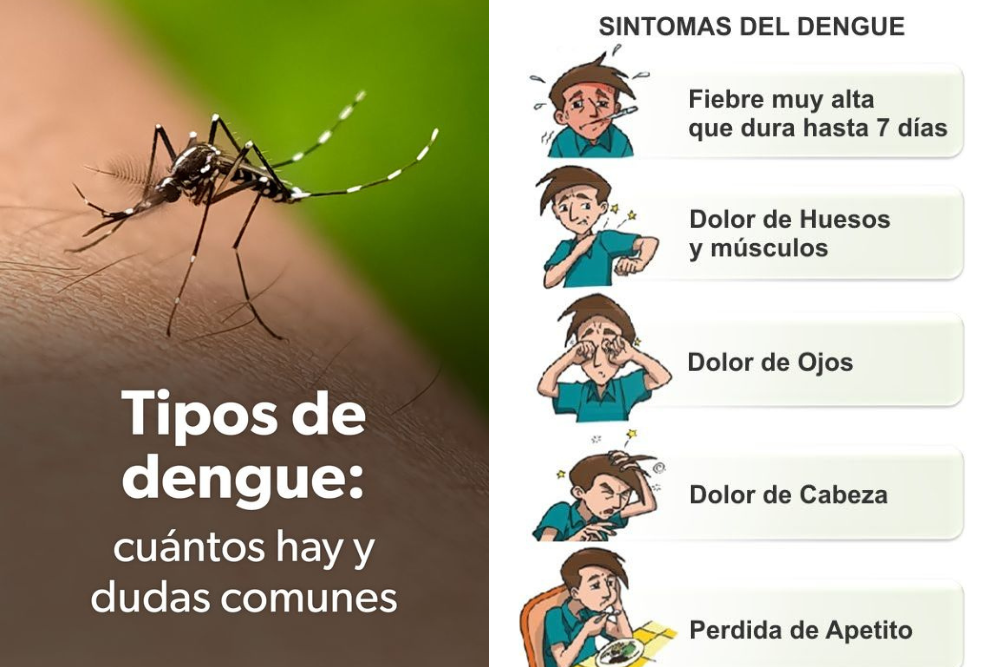 Tipos de
dengue:
cuántos hay y
dudas comunes
SINTOMAS DEL DENGUE
Fiebre muy alta
que dura hasta 7 días
Dolor de Huesos
y músculos
Dolor de Ojos
Dolor de Cabeza
Perdida de Apetito